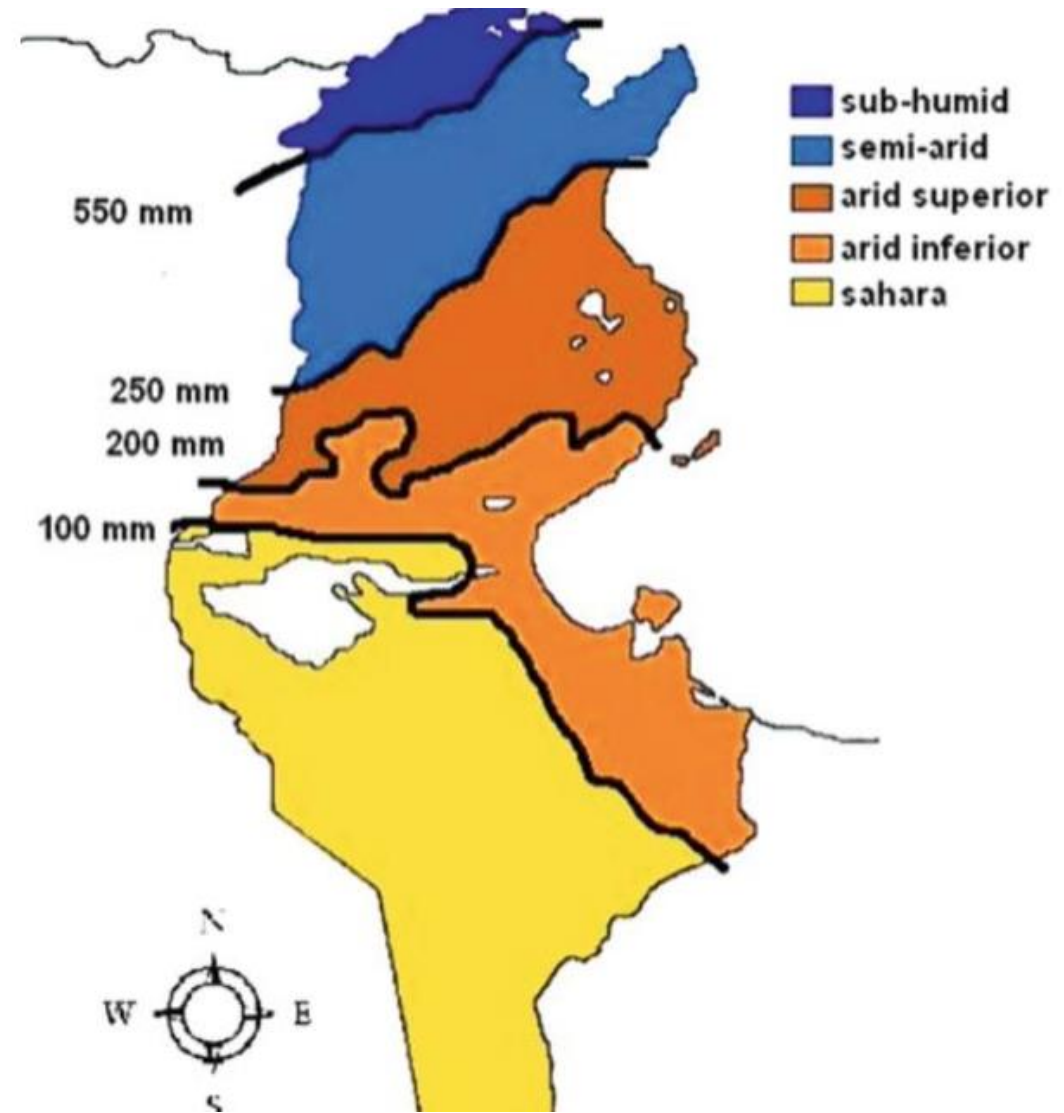 sub-humid
semi-arid
arid superior
arid inferior
sahara
550 mm
250 mm
200 mm
100 mm
N
W E
S